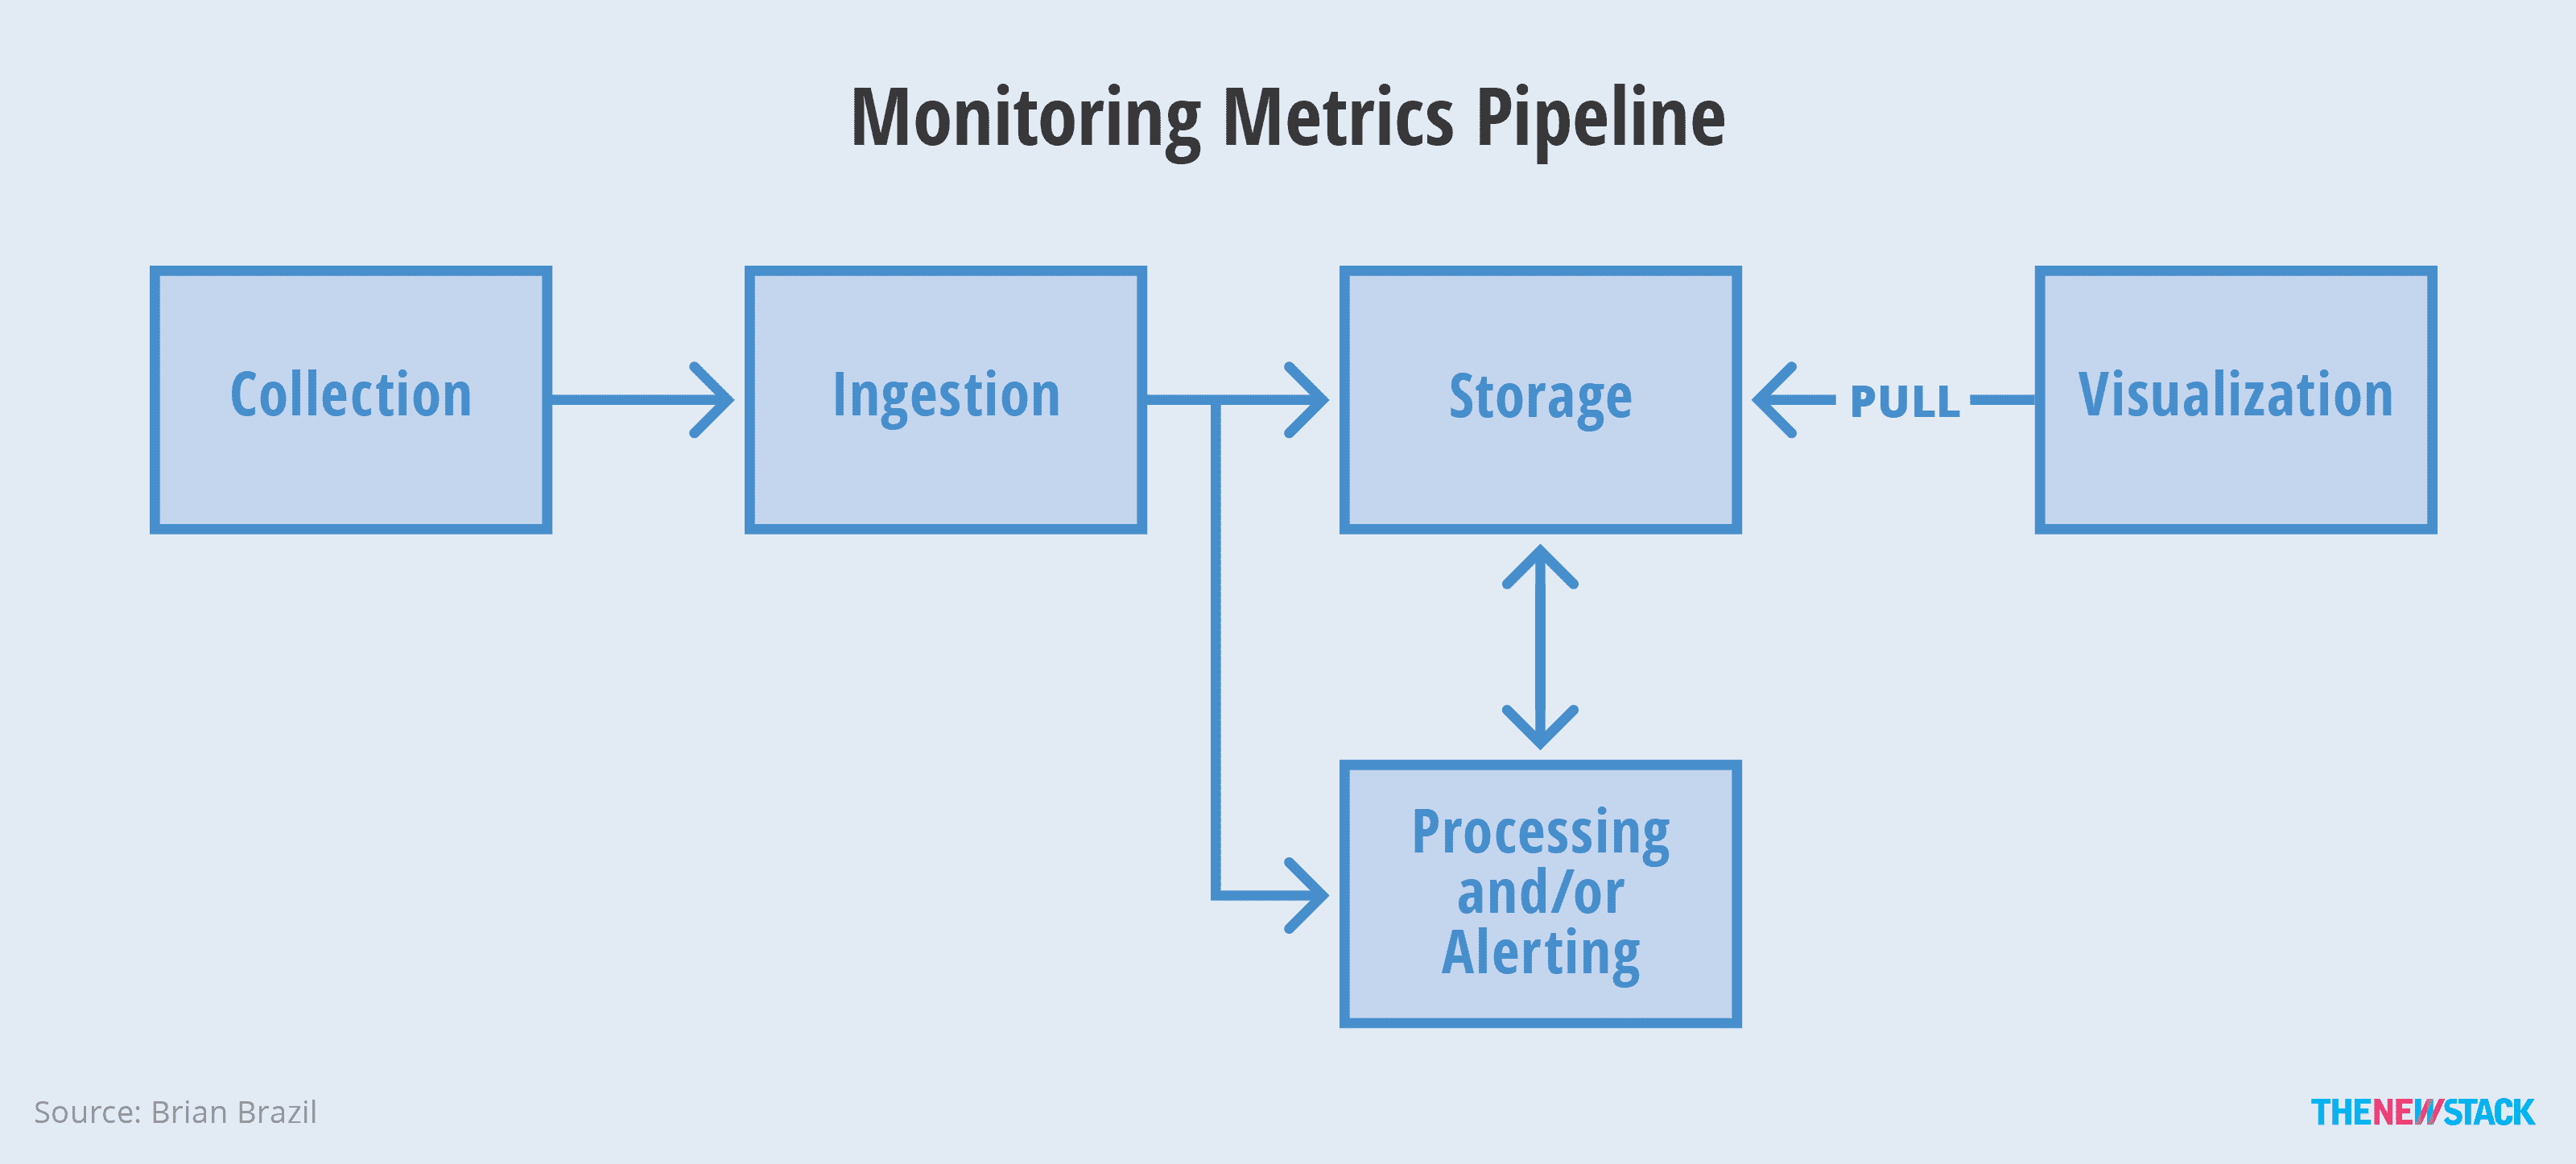 Monitoring Metrics Pipeline
Collection
Ingestion
Storage
PULL
Visualization
Processing
and/or
Alerting
Source: Brian Brazil
THENEWSTACK